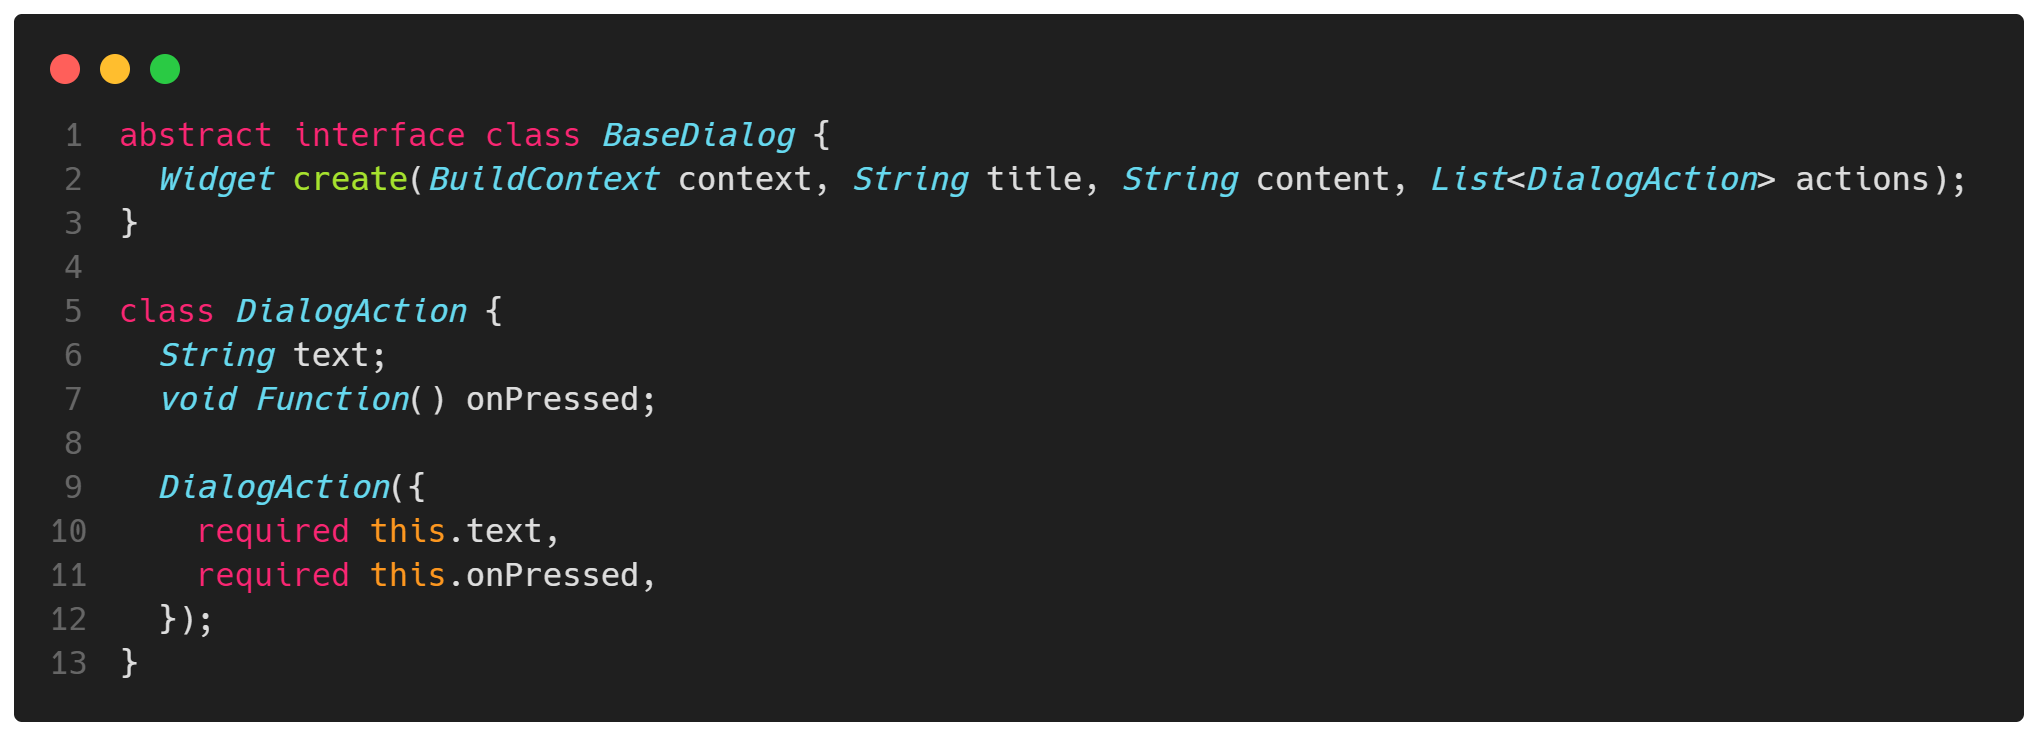 1 abstract interface class BaseDialog {
2   Widget create(BuildContext context, String title, String content, List<DialogAction> actions);
3 }
4
5 class DialogAction {
6   String text;
7   void Function() onPressed;
8
9   DialogAction({
10     required this.text,
11     required this.onPressed,
12   });
13 }